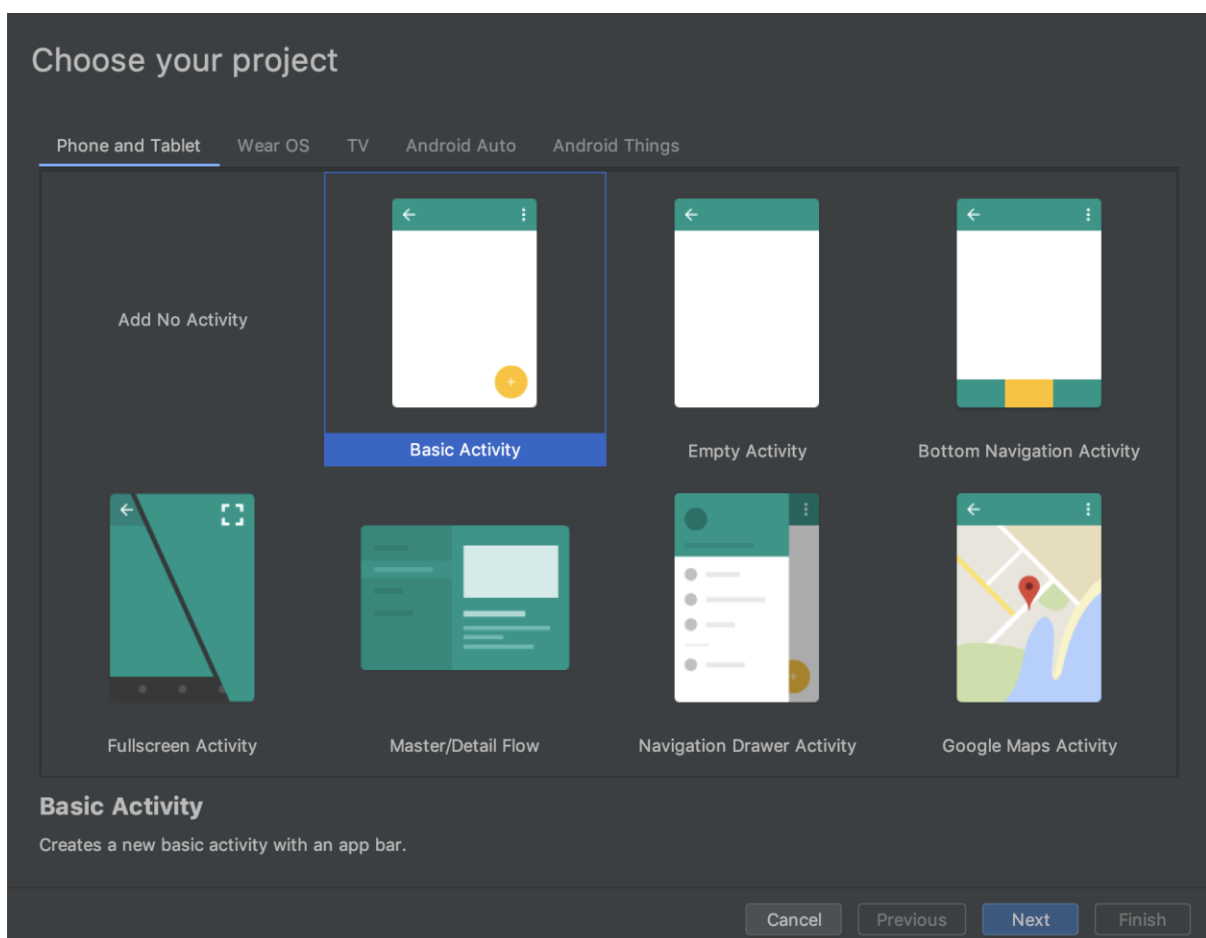 Choose your project
Phone and Tablet Wear OS TV Android Auto Android Things
Add No Activity
Basic Activity Empty Activity Bottom Navigation Activity
Fullscreen Activity Master/Detail Flow Navigation Drawer Activity Google Maps Activity
Basic Activity
Creates a new basic activity with an app bar.
Cancel Previous Next Finish